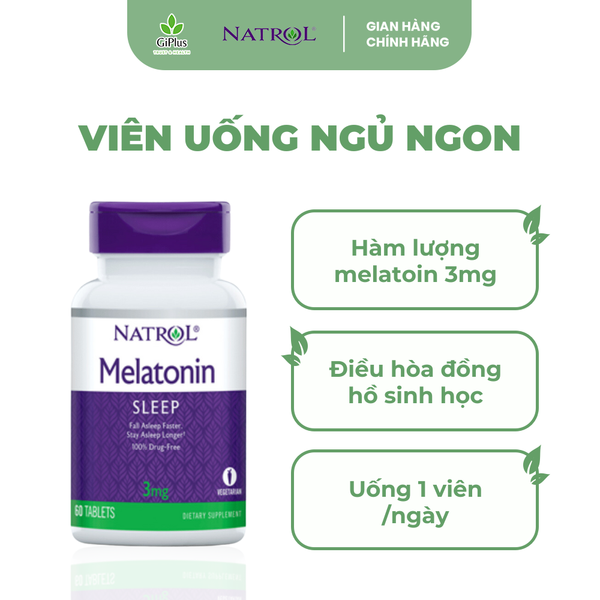 GiPlus
TRUST & HEALTH
NATROL®
GIAN HÀNG
CHÍNH HÃNG
VIÊN UỐNG NGỦ NGON
NATROL®
Melatonin
SLEEP
Fall Asleep Faster,
Stay Asleep Longer†
100% Drug-Free
3mg
VEGETARIAN
60 TABLETS
DIETARY SUPPLEMENT
Hàm lượng
melatoin 3mg
Điều hòa đồng
hồ sinh học
Uống 1 viên
/ngày